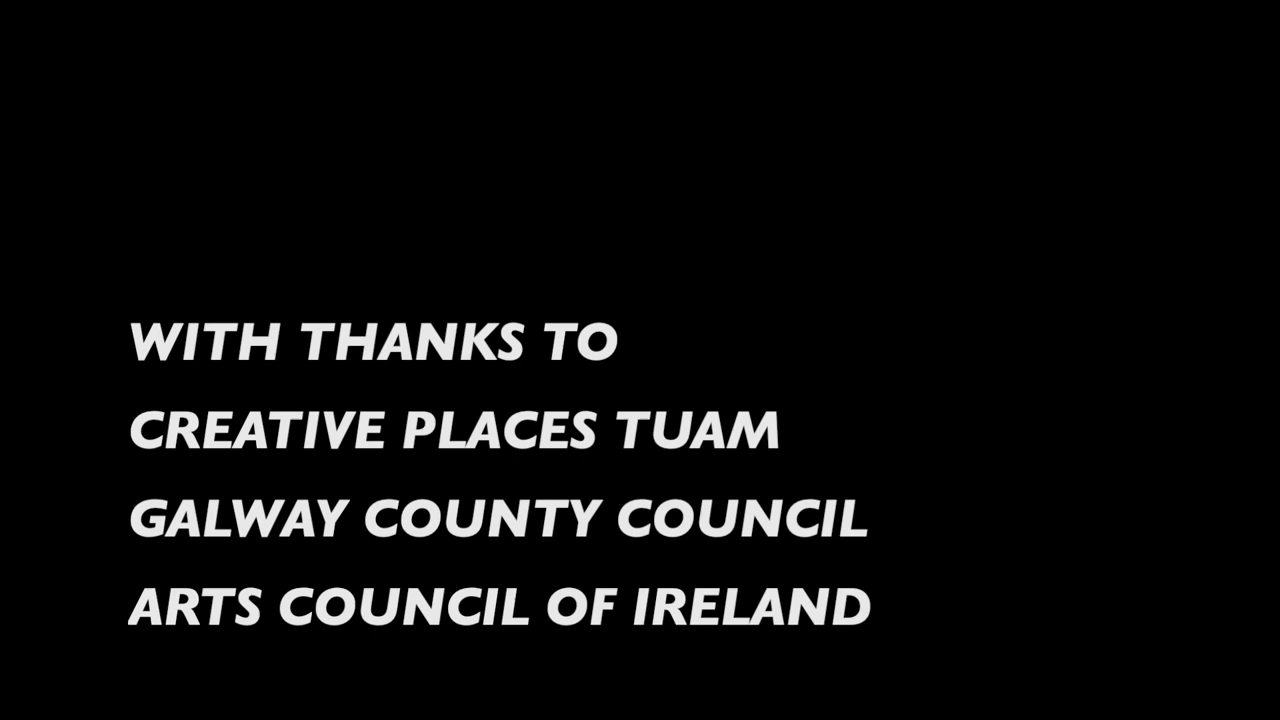 WITH THANKS TO
CREATIVE PLACES TUAM
GALWAY COUNTY COUNCIL
ARTS COUNCIL OF IRELAND